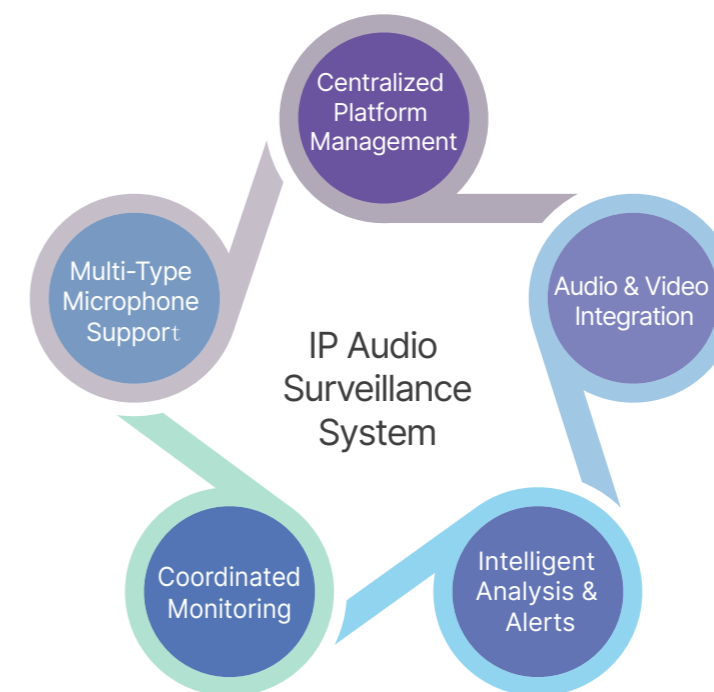 Centralized
Platform
Management
Multi-Type
Microphone
Support
Audio & Video
Integration
IP Audio
Surveillance
System
Coordinated
Monitoring
Intelligent
Analysis &
Alerts